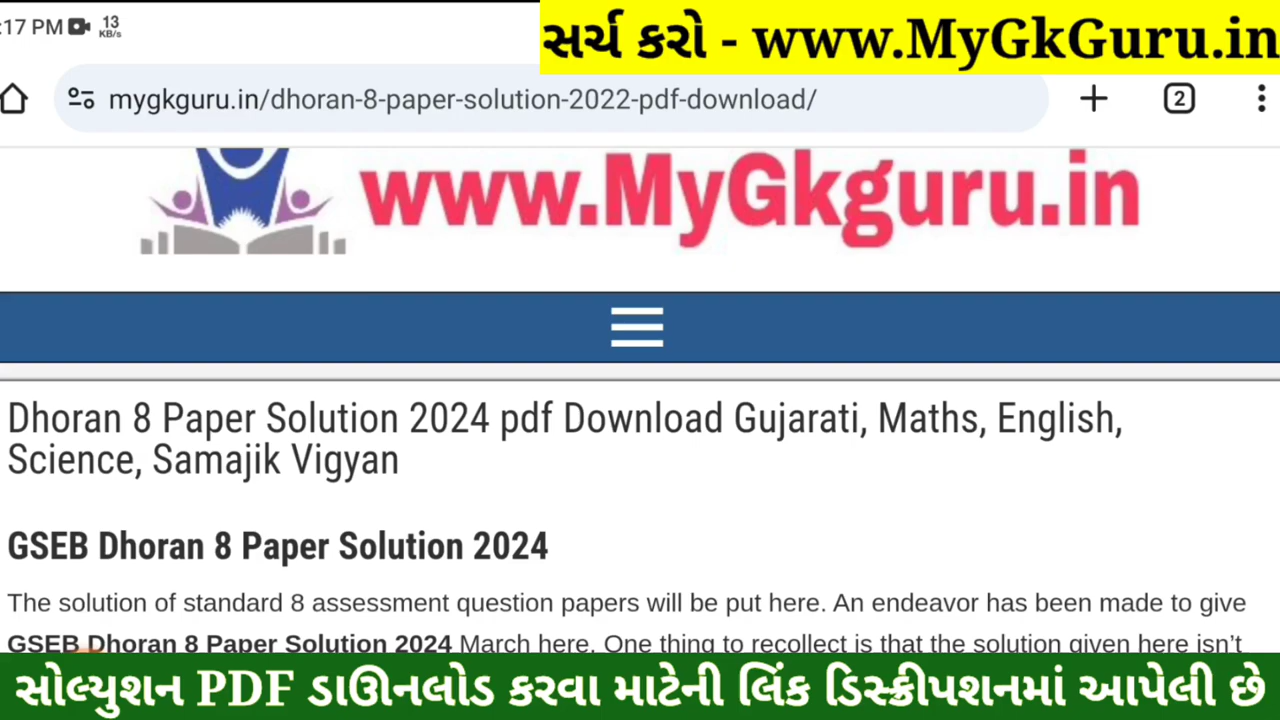 :17 PM 13 KB/s
સર્ચ કરો - www.MyGkGuru.in
mygkguru.in/dhoran-8-paper-solution-2022-pdf-download/
2
www.MyGkguru.in
Dhoran 8 Paper Solution 2024 pdf Download Gujarati, Maths, English,
Science, Samajik Vigyan
GSEB Dhoran 8 Paper Solution 2024
The solution of standard 8 assessment question papers will be put here. An endeavor has been made to give
GSEB Dhoran 8 Paper Solution 2024 March here. One thing to recollect is that the solution given here isn't
સોલ્યુશન PDF ડાઊનલોડ કરવા માટેની લિંક ડિસ્ક્રીપશનમાં આપેલી છે